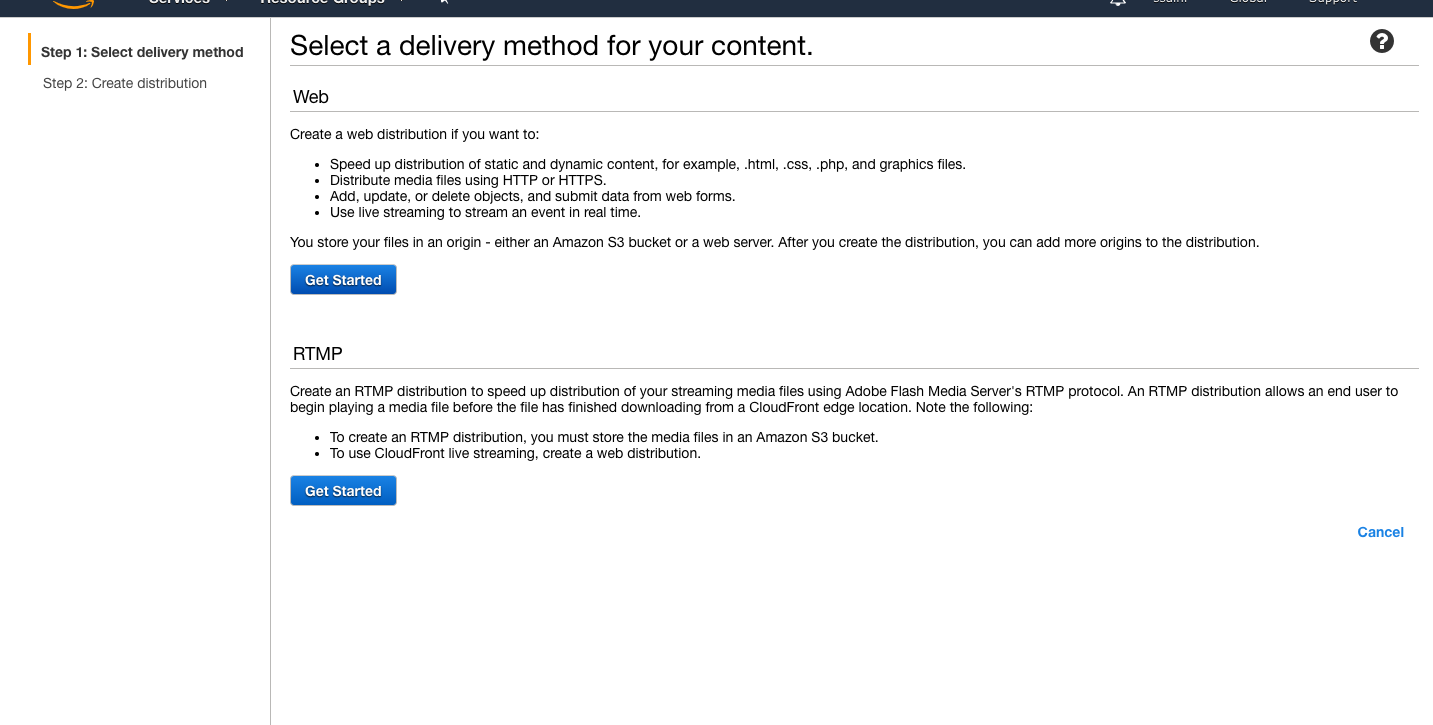 Services
Resource Groups
Global
Support
Step 1: Select delivery method
Step 2: Create distribution
Select a delivery method for your content.
Web
Create a web distribution if you want to:
Speed up distribution of static and dynamic content, for example, .html, .css, .php, and graphics files.
Distribute media files using HTTP or HTTPS.
Add, update, or delete objects, and submit data from web forms.
Use live streaming to stream an event in real time.
You store your files in an origin - either an Amazon S3 bucket or a web server. After you create the distribution, you can add more origins to the distribution.
Get Started
RTMP
Create an RTMP distribution to speed up distribution of your streaming media files using Adobe Flash Media Server's RTMP protocol. An RTMP distribution allows an end user to
begin playing a media file before the file has finished downloading from a CloudFront edge location. Note the following:
To create an RTMP distribution, you must store the media files in an Amazon S3 bucket.
To use CloudFront live streaming, create a web distribution.
Get Started
Cancel